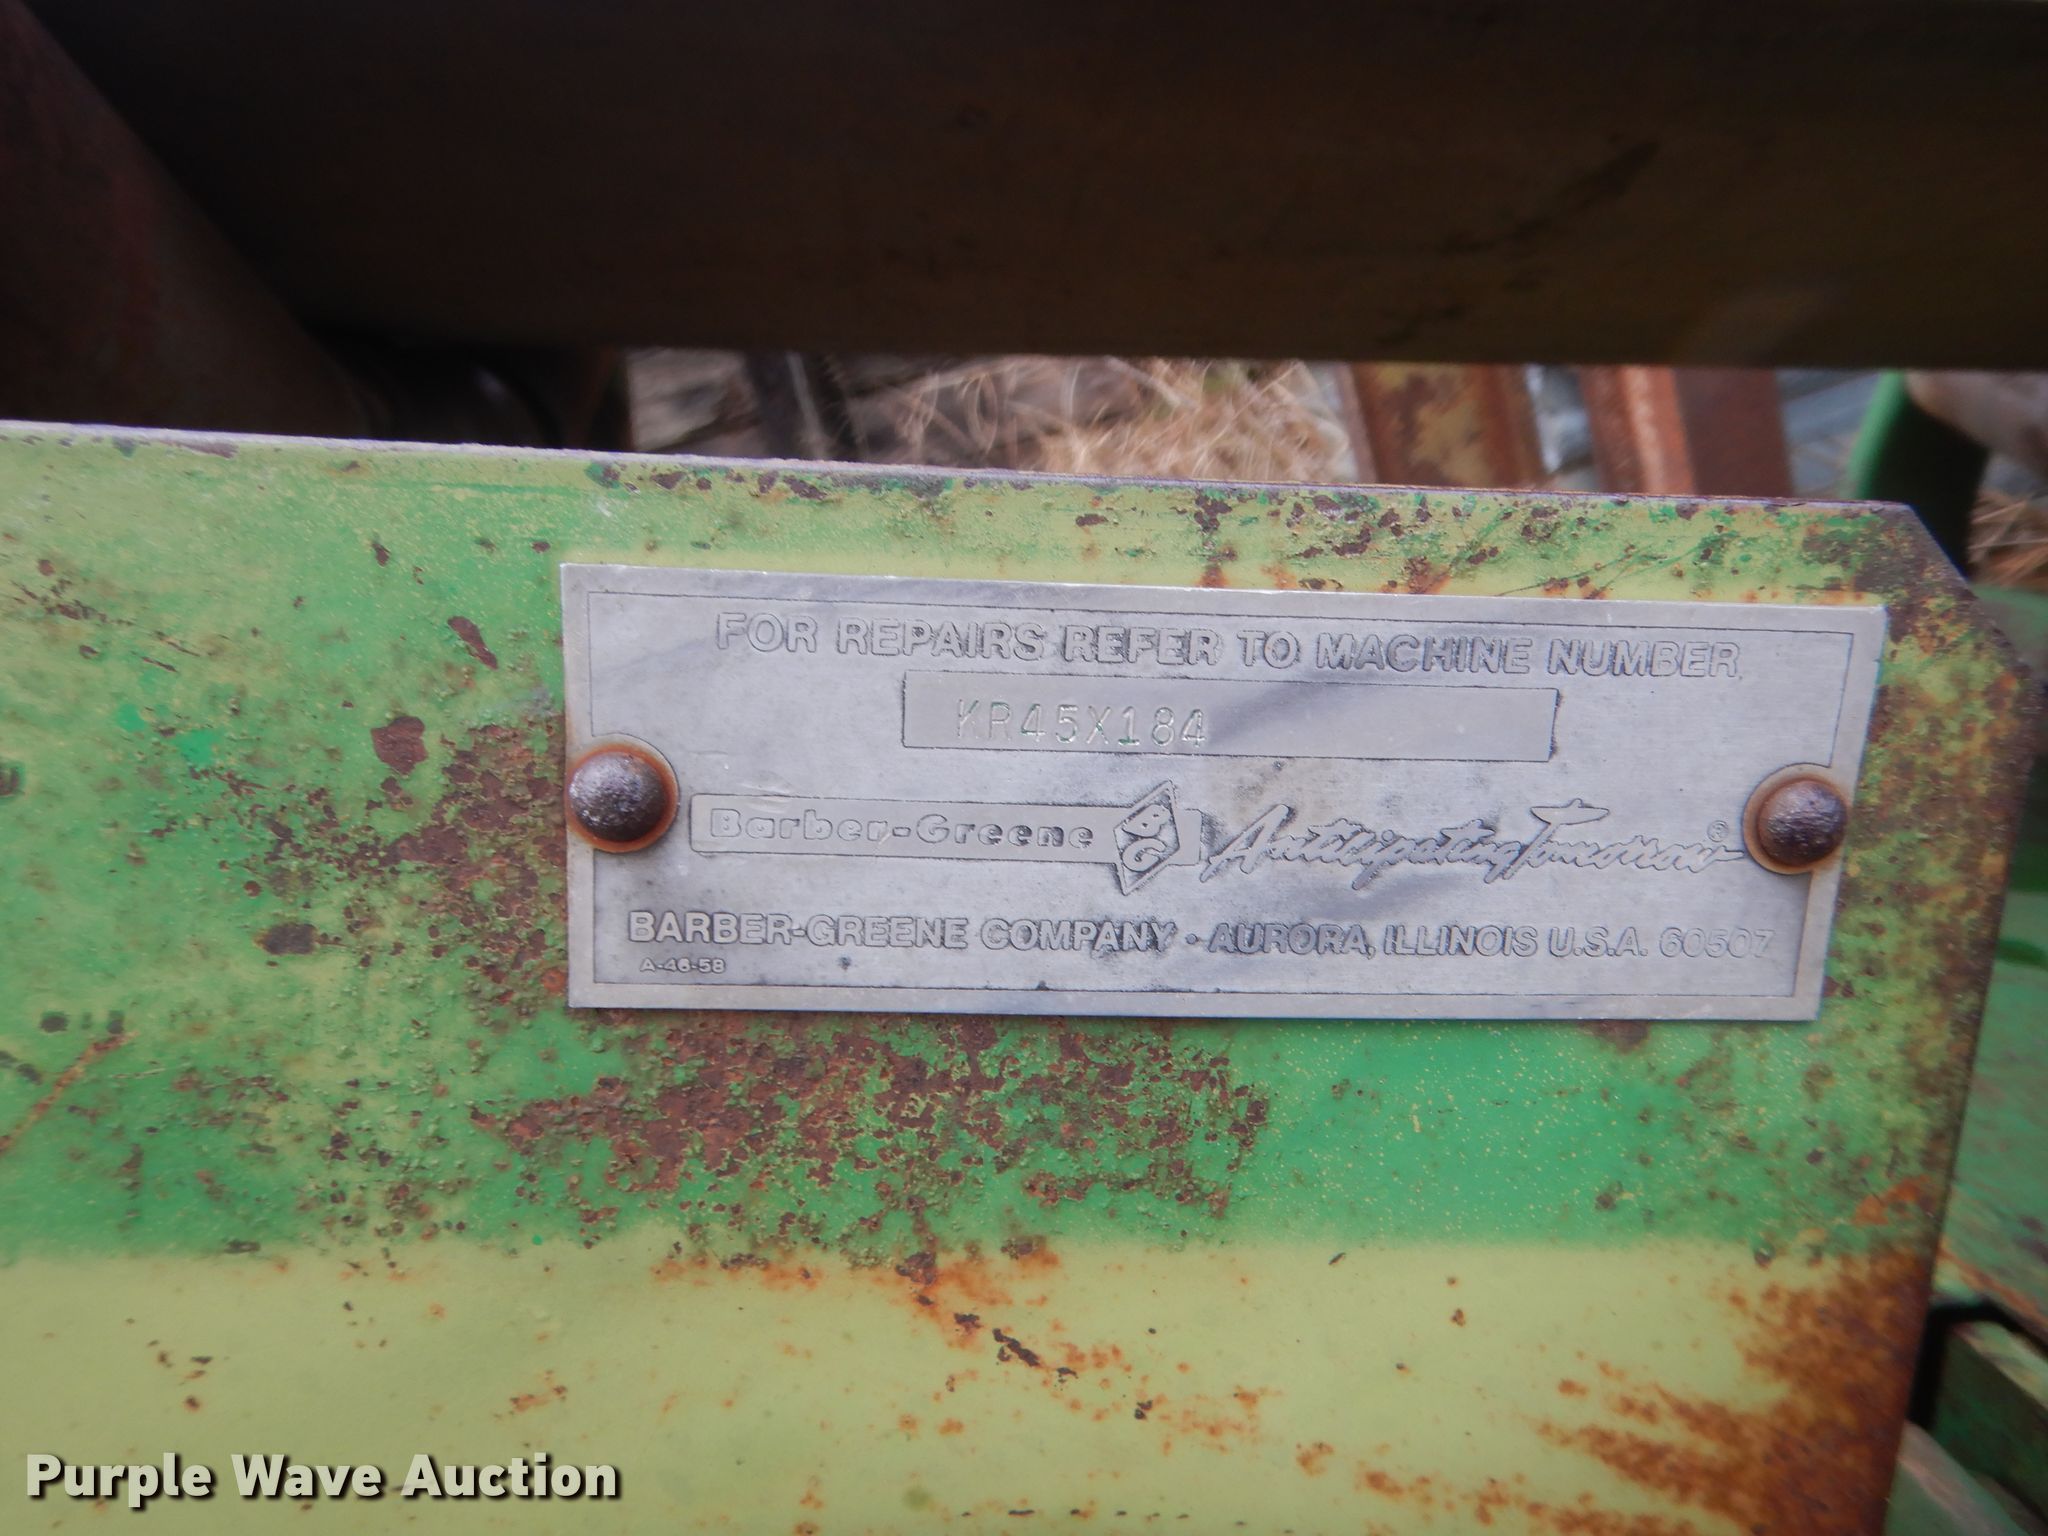 FOR REPAIRS REFER TO MACHINE NUMBER
KR45X184
Barber-Greene BG Anticipating Tomorrow®
BARBER-GREENE COMPANY • AURORA, ILLINOIS U.S.A. 60507
A-46-58
Purple Wave Auction